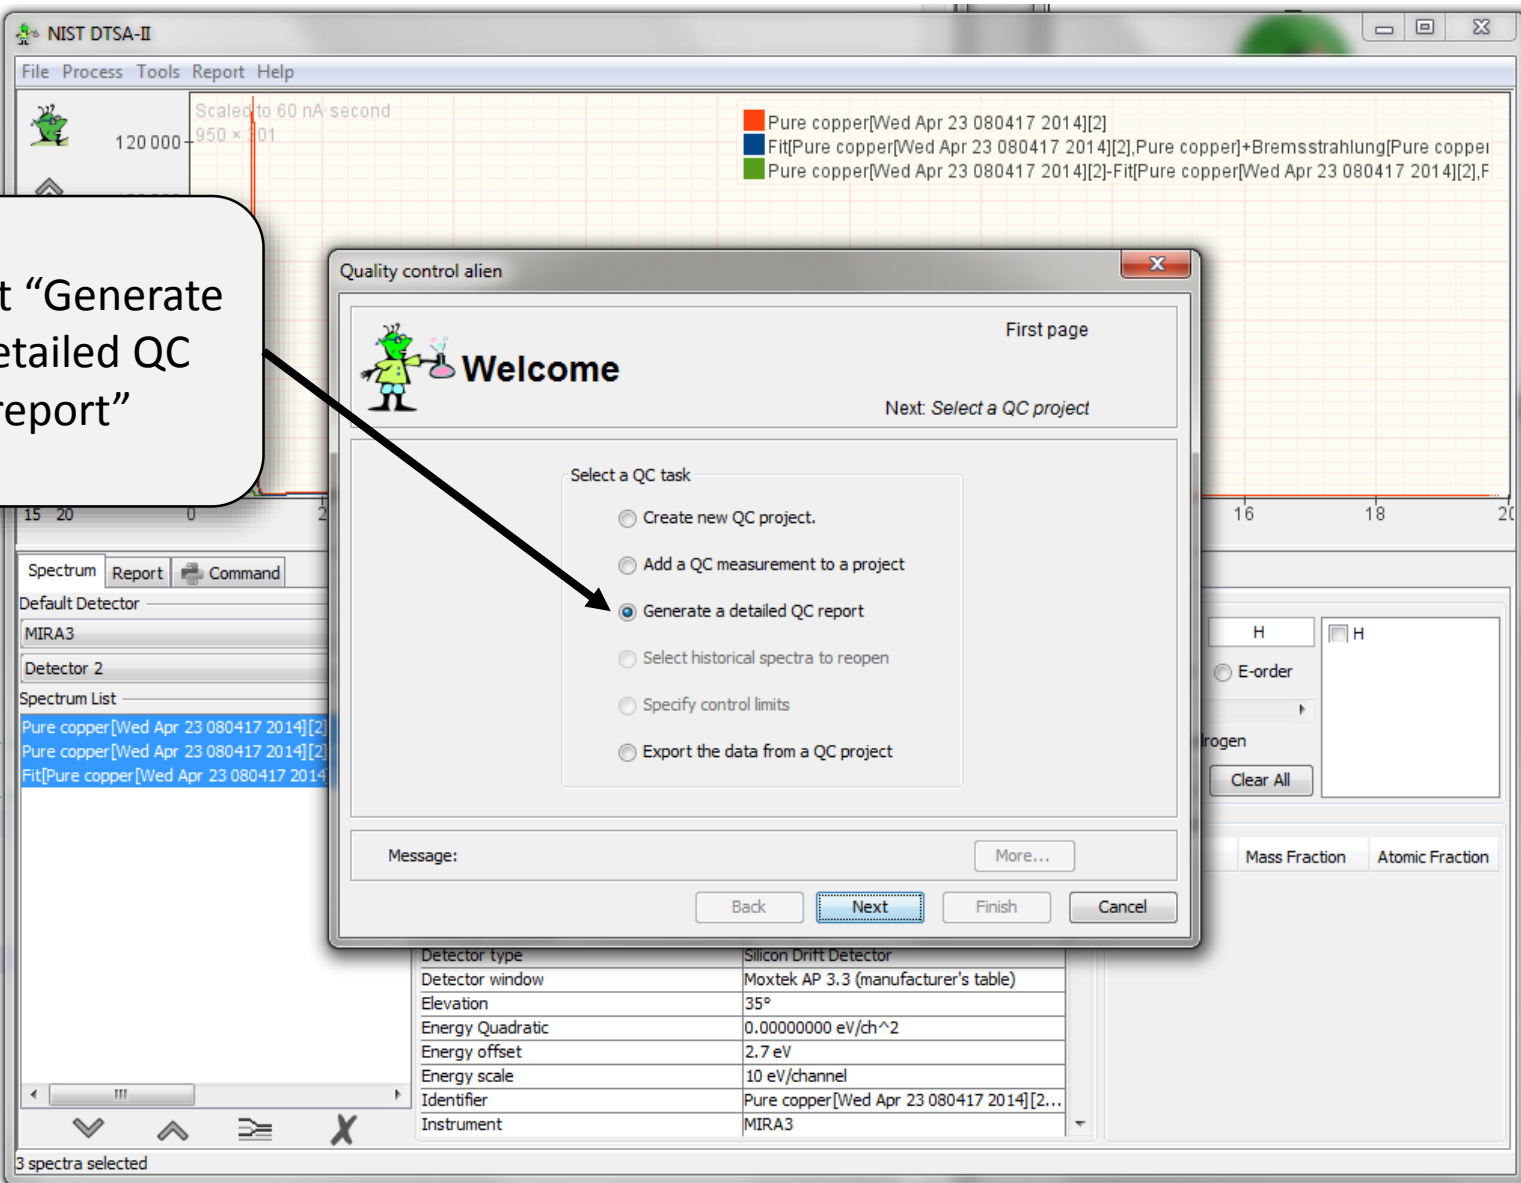 NIST DTSA-II
File Process Tools Report Help
Scaled to 60 nA·second
950 × 301
120 000
Pure copper[Wed Apr 23 080417 2014][2]
Fit[Pure copper[Wed Apr 23 080417 2014][2],Pure copper]+Bremsstrahlung[Pure copper
Pure copper[Wed Apr 23 080417 2014][2]-Fit[Pure copper[Wed Apr 23 080417 2014][2],F
t “Generate
etailed QC
report”
15 20 0 2 16 18 20
Quality control alien
First page
Welcome
Next: Select a QC project
Select a QC task
Create new QC project.
Add a QC measurement to a project
Generate a detailed QC report
Select historical spectra to reopen
Specify control limits
Export the data from a QC project
Message:
More...
Back Next Finish Cancel
Spectrum Report Command
Default Detector
MIRA3
Detector 2
Spectrum List
Pure copper[Wed Apr 23 080417 2014][2]
Pure copper[Wed Apr 23 080417 2014][2]
Fit[Pure copper[Wed Apr 23 080417 2014
H H
E-order
rogen
Clear All
Mass Fraction Atomic Fraction
Detector type Silicon Drift Detector
Detector window Moxtek AP 3.3 (manufacturer's table)
Elevation 35°
Energy Quadratic 0.00000000 eV/ch^2
Energy offset 2.7 eV
Energy scale 10 eV/channel
Identifier Pure copper[Wed Apr 23 080417 2014][2...
Instrument MIRA3
3 spectra selected